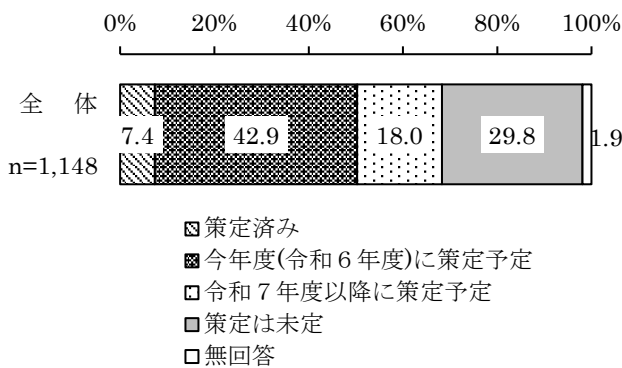 0% 20% 40% 60% 80% 100%
全 体
n=1,148
7.4 42.9 18.0 29.8 1.9
策定済み
今年度(令和６年度)に策定予定
令和７年度以降に策定予定
策定は未定
無回答